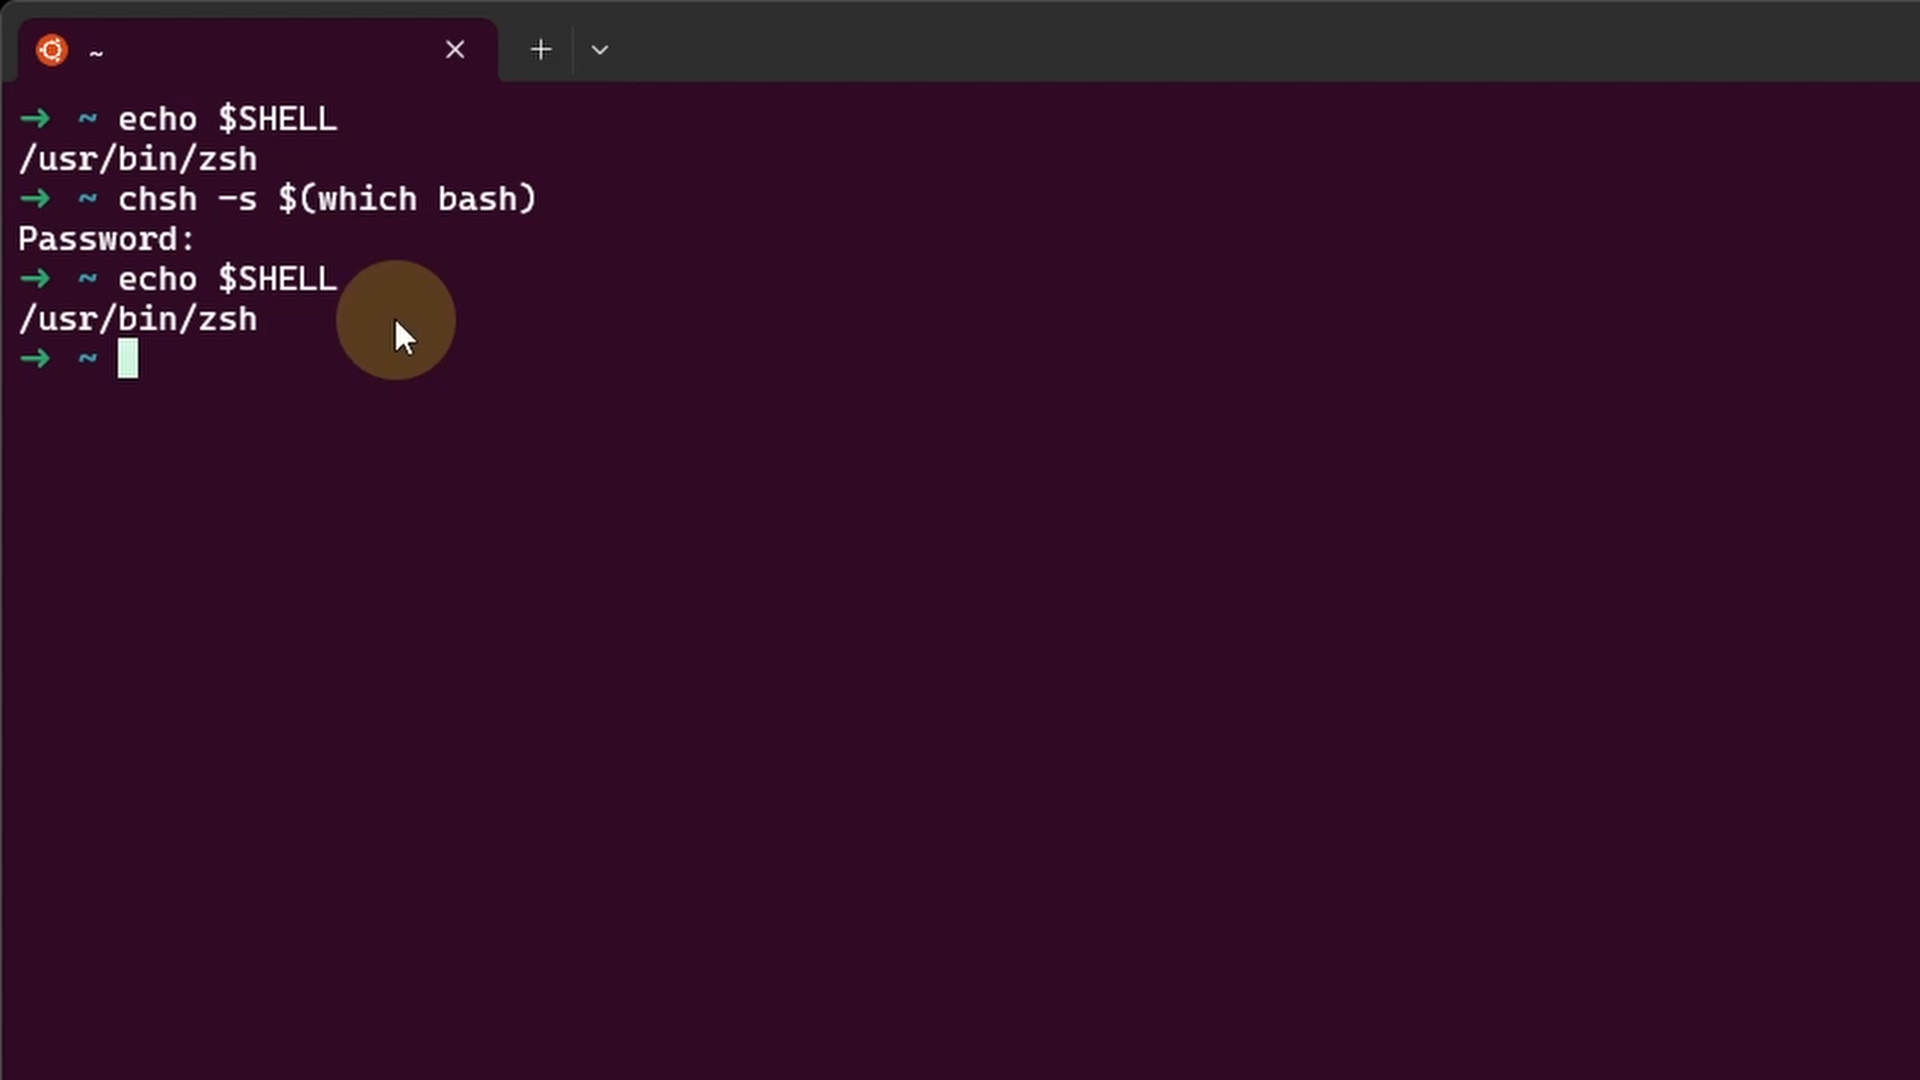 ~
→ ~ echo $SHELL
/usr/bin/zsh
→ ~ chsh -s $(which bash)
Password:
→ ~ echo $SHELL
/usr/bin/zsh
→ ~